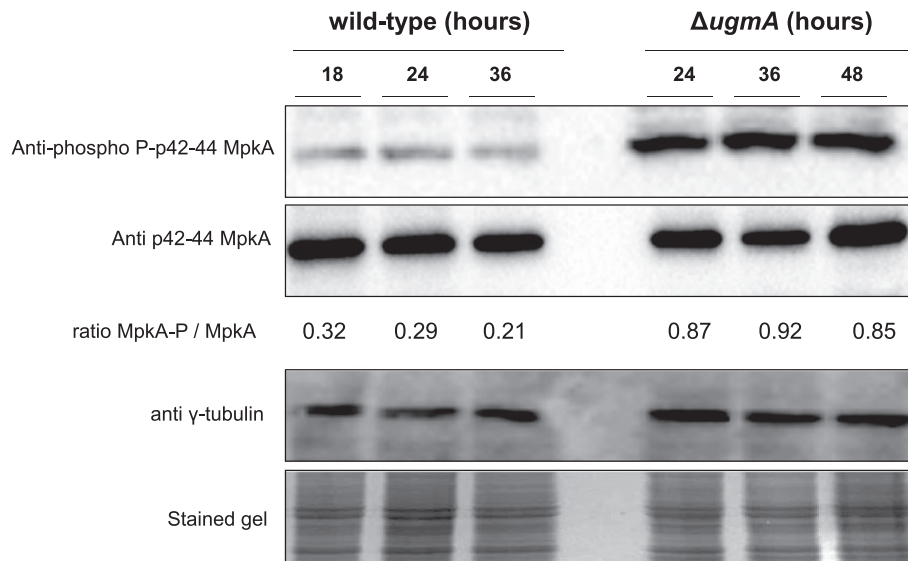 wild-type (hours) ΔugmA (hours)
18 24 36 24 36 48
Anti-phospho P-p42-44 MpkA
Anti p42-44 MpkA
ratio MpkA-P / MpkA 0.32 0.29 0.21 0.87 0.92 0.85
anti γ-tubulin
Stained gel